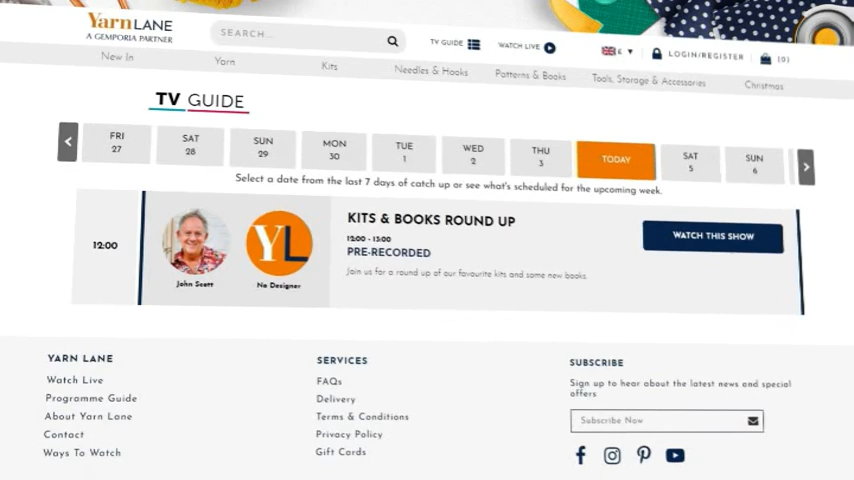 YarnLANE
A GEMPORIA PARTNER
SEARCH...
TV GUIDE
WATCH LIVE
£
LOGIN/REGISTER
(0)
New In
Yarn
Kits
Needles & Hooks
Patterns & Books
Tools, Storage & Accessories
Christmas
TV GUIDE
FRI 27
SAT 28
SUN 29
MON 30
TUE 1
WED 2
THU 3
TODAY
SAT 5
SUN 6
Select a date from the last 7 days of catch up or see what's scheduled for the upcoming week.
12:00
YL
John Scott
No Designer
KITS & BOOKS ROUND UP
12:00 - 13:00
PRE-RECORDED
Join us for a round up of our favourite kits and some new books.
WATCH THIS SHOW
YARN LANE
Watch Live
Programme Guide
About Yarn Lane
Contact
Ways To Watch
SERVICES
FAQs
Delivery
Terms & Conditions
Privacy Policy
Gift Cards
SUBSCRIBE
Sign up to hear about the latest news and special
offers
Subscribe Now